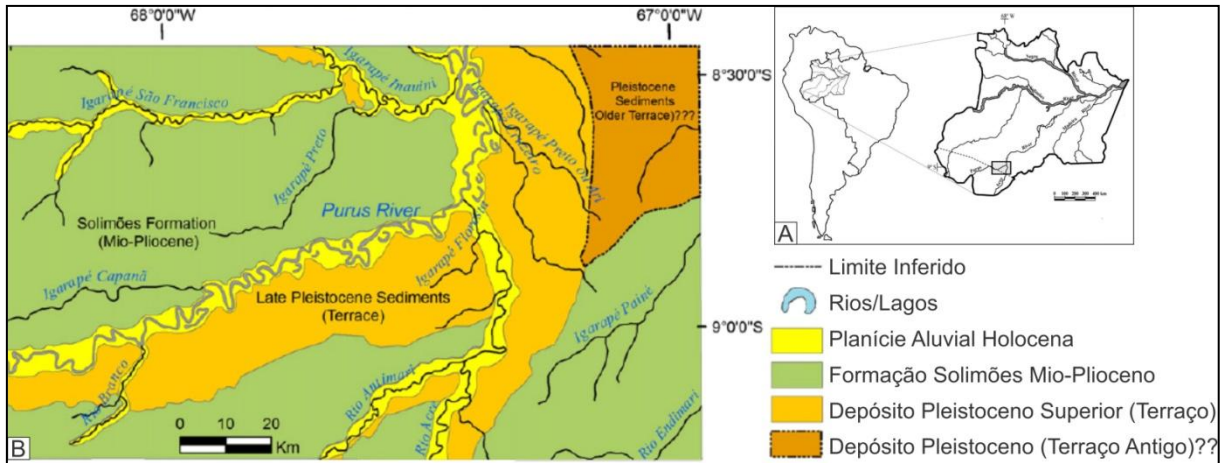 68°0'0"W
67°0'0"W
8°30'0"S
9°0'0"S
Igarapé São Francisco
Igarapé Inauini
Igarapé Preto
Igarapé Preto ou Ari
Pleistocene
Sediments
(Older Terrace)???
Purus River
Solimões Formation
(Mio-Pliocene)
Igarapé Floresta
Igarapé Capanã
Late Pleistocene Sediments
(Terrace)
Igarapé Painé
Rio Branco
Rio Antimari
Rio Acre
Rio Endimari
0 10 20
Km
B
A
Limite Inferido
Rios/Lagos
Planície Aluvial Holocena
Formação Solimões Mio-Plioceno
Depósito Pleistoceno Superior (Terraço)
Depósito Pleistoceno (Terraço Antigo)??